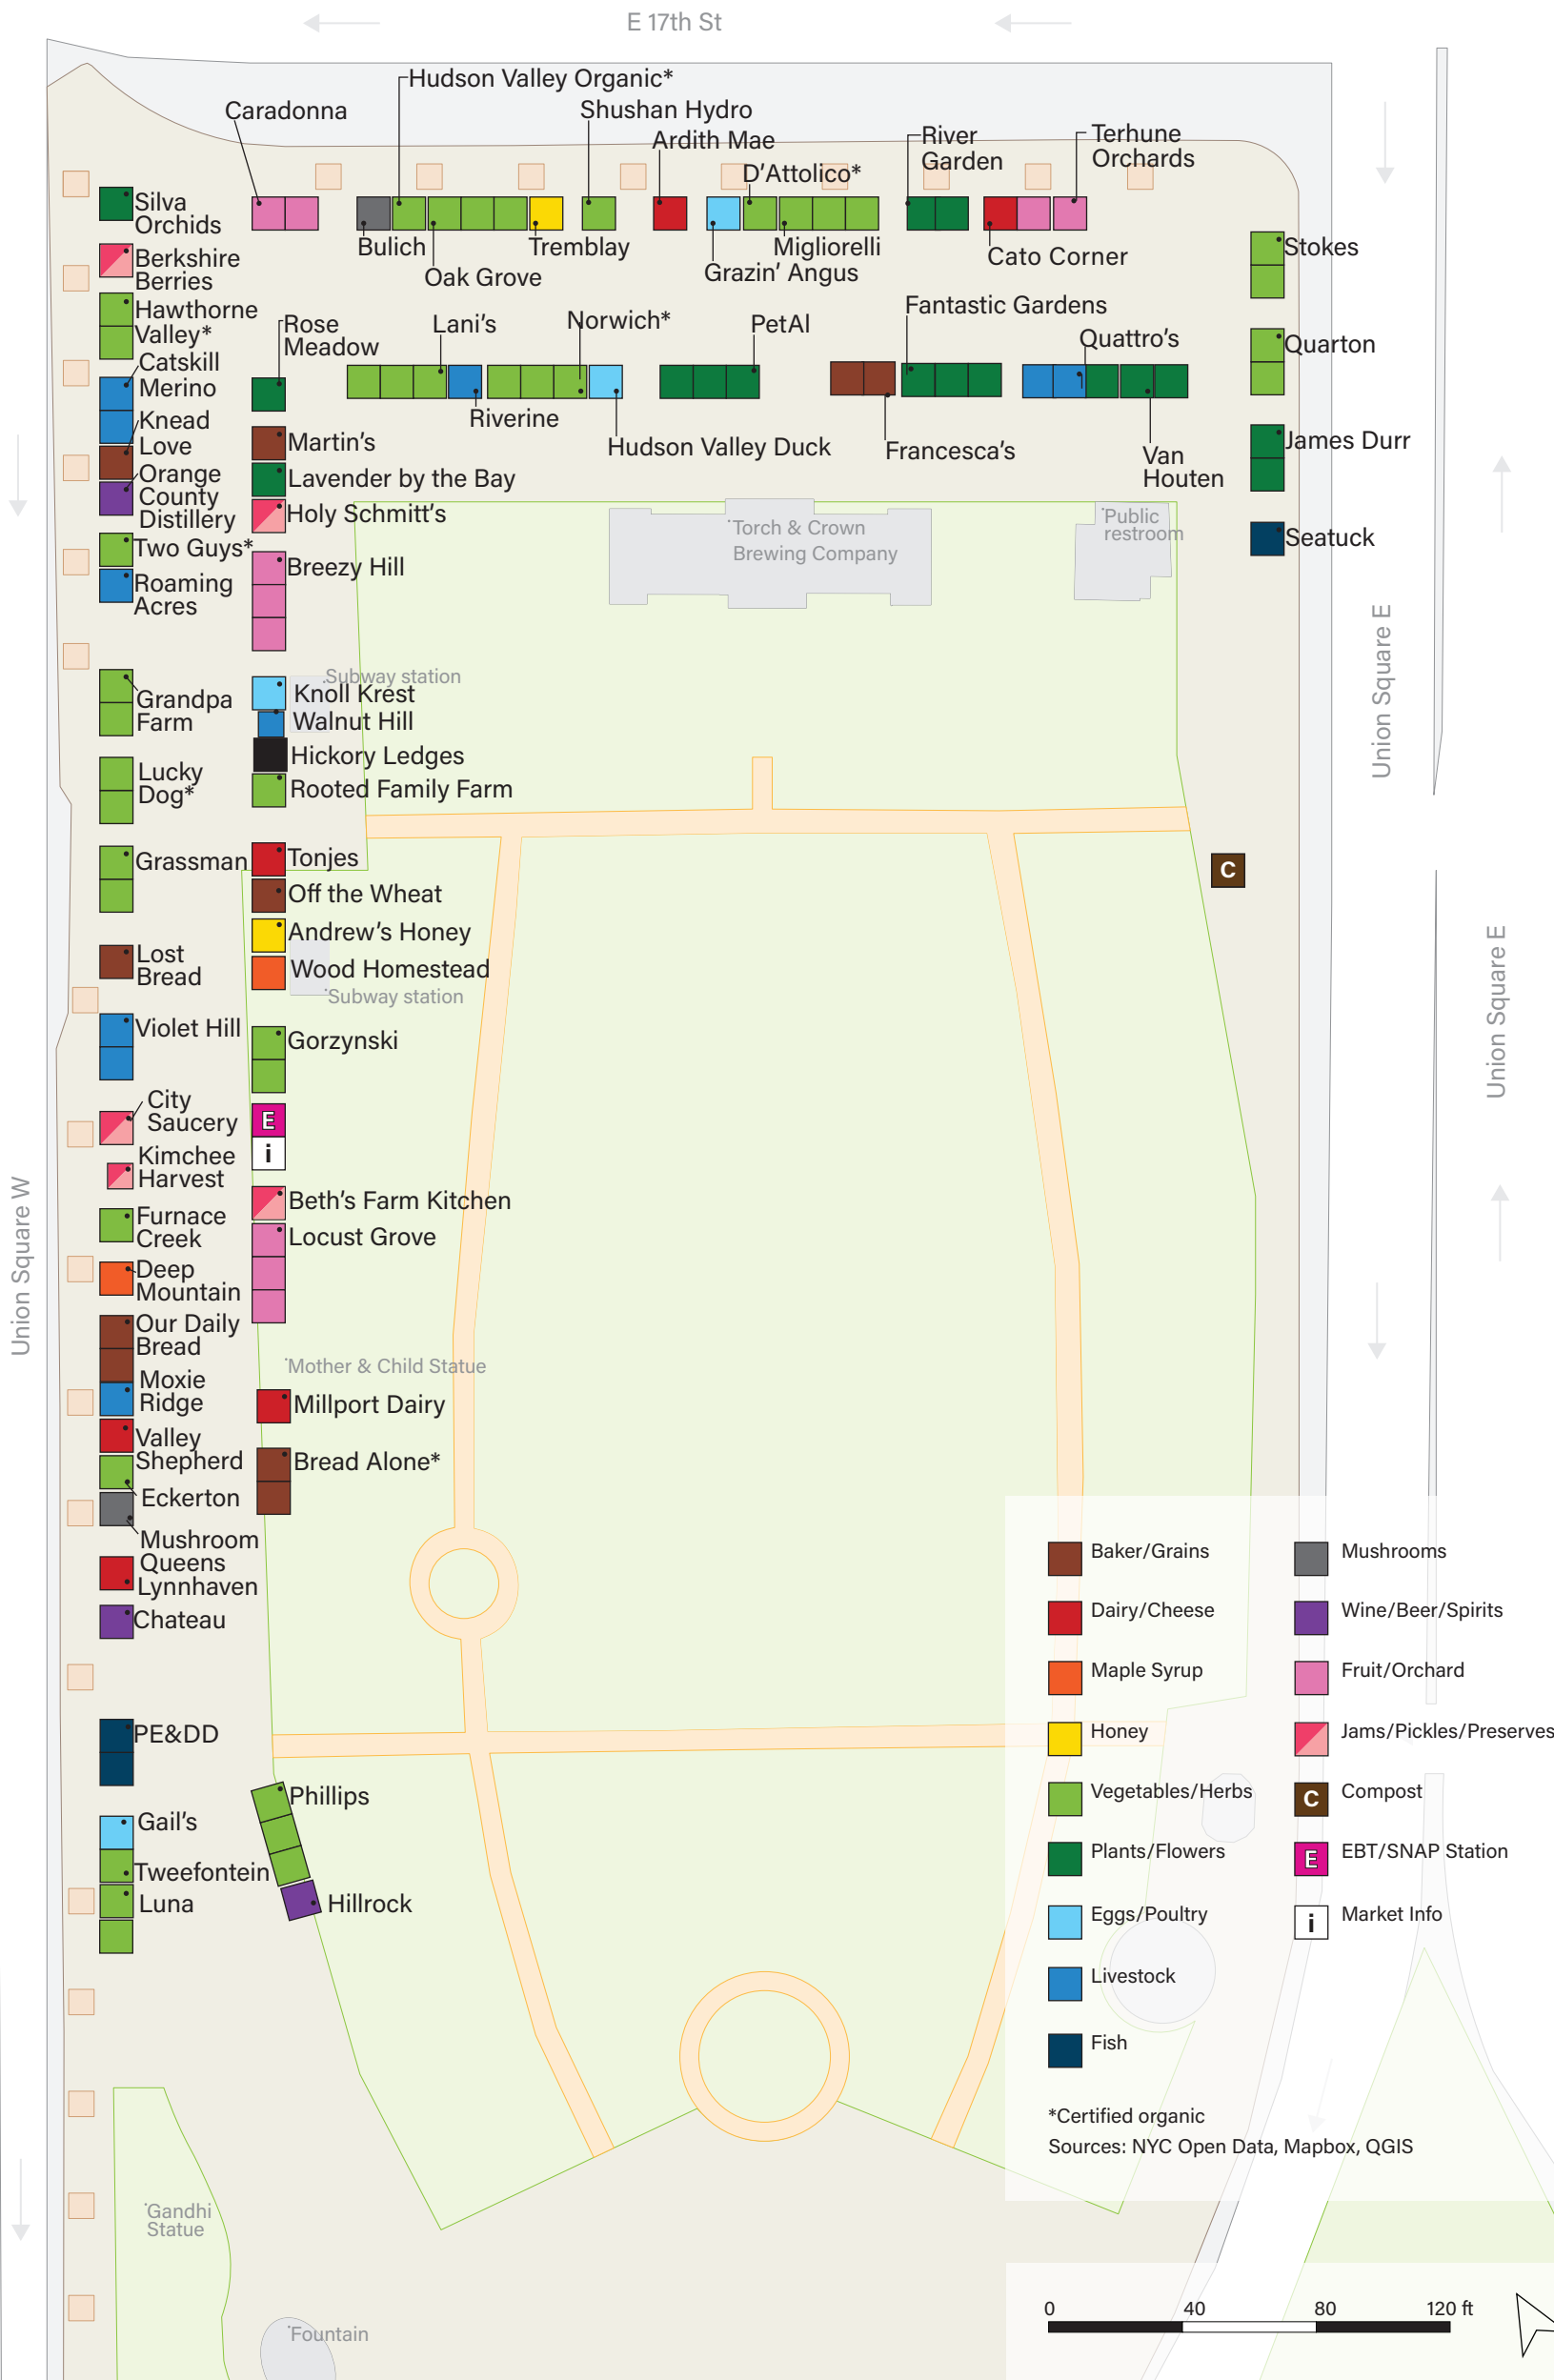 E 17th St
Hudson Valley Organic*
Caradonna
Shushan Hydro
Ardith Mae
River
Garden
Terhune
Orchards
D'Attolico*
Silva
Orchids
Bulich
Tremblay
Migliorelli
Oak Grove
Grazin' Angus
Cato Corner
Stokes
Berkshire
Berries
Hawthorne
Valley*
Rose
Meadow
Lani's
Norwich*
PetAl
Fantastic Gardens
Quattro's
Quarton
Catskill
Merino
Knead
Love
Riverine
Hudson Valley Duck
Francesca's
Van
Houten
James Durr
Martin's
Orange
County
Distillery
Lavender by the Bay
Holy Schmitt's
Torch & Crown
Brewing Company
Public
restroom
Seatuck
Two Guys*
Roaming
Acres
Breezy Hill
Subway station
Grandpa
Farm
Knoll Krest
Walnut Hill
Hickory Ledges
Lucky
Dog*
Rooted Family Farm
Union Square E
Grassman
Tonjes
C
Off the Wheat
Andrew's Honey
Lost
Bread
Wood Homestead
Subway station
Union Square E
Violet Hill
Gorzynski
City
Saucery
E
i
Kimchee
Harvest
Beth's Farm Kitchen
Furnace
Creek
Locust Grove
Union Square W
Deep
Mountain
Our Daily
Bread
Mother & Child Statue
Moxie
Ridge
Millport Dairy
Valley
Shepherd
Bread Alone*
Eckerton
Mushroom
Queens
Lynnhaven
Chateau
PE&DD
Phillips
Gail's
Tweefontein
Luna
Hillrock
Baker/Grains
Dairy/Cheese
Maple Syrup
Honey
Vegetables/Herbs
Plants/Flowers
Eggs/Poultry
Livestock
Fish
Mushrooms
Wine/Beer/Spirits
Fruit/Orchard
Jams/Pickles/Preserves
C Compost
E EBT/SNAP Station
i Market Info
*Certified organic
Sources: NYC Open Data, Mapbox, QGIS
Gandhi
Statue
Fountain
0 40 80 120 ft